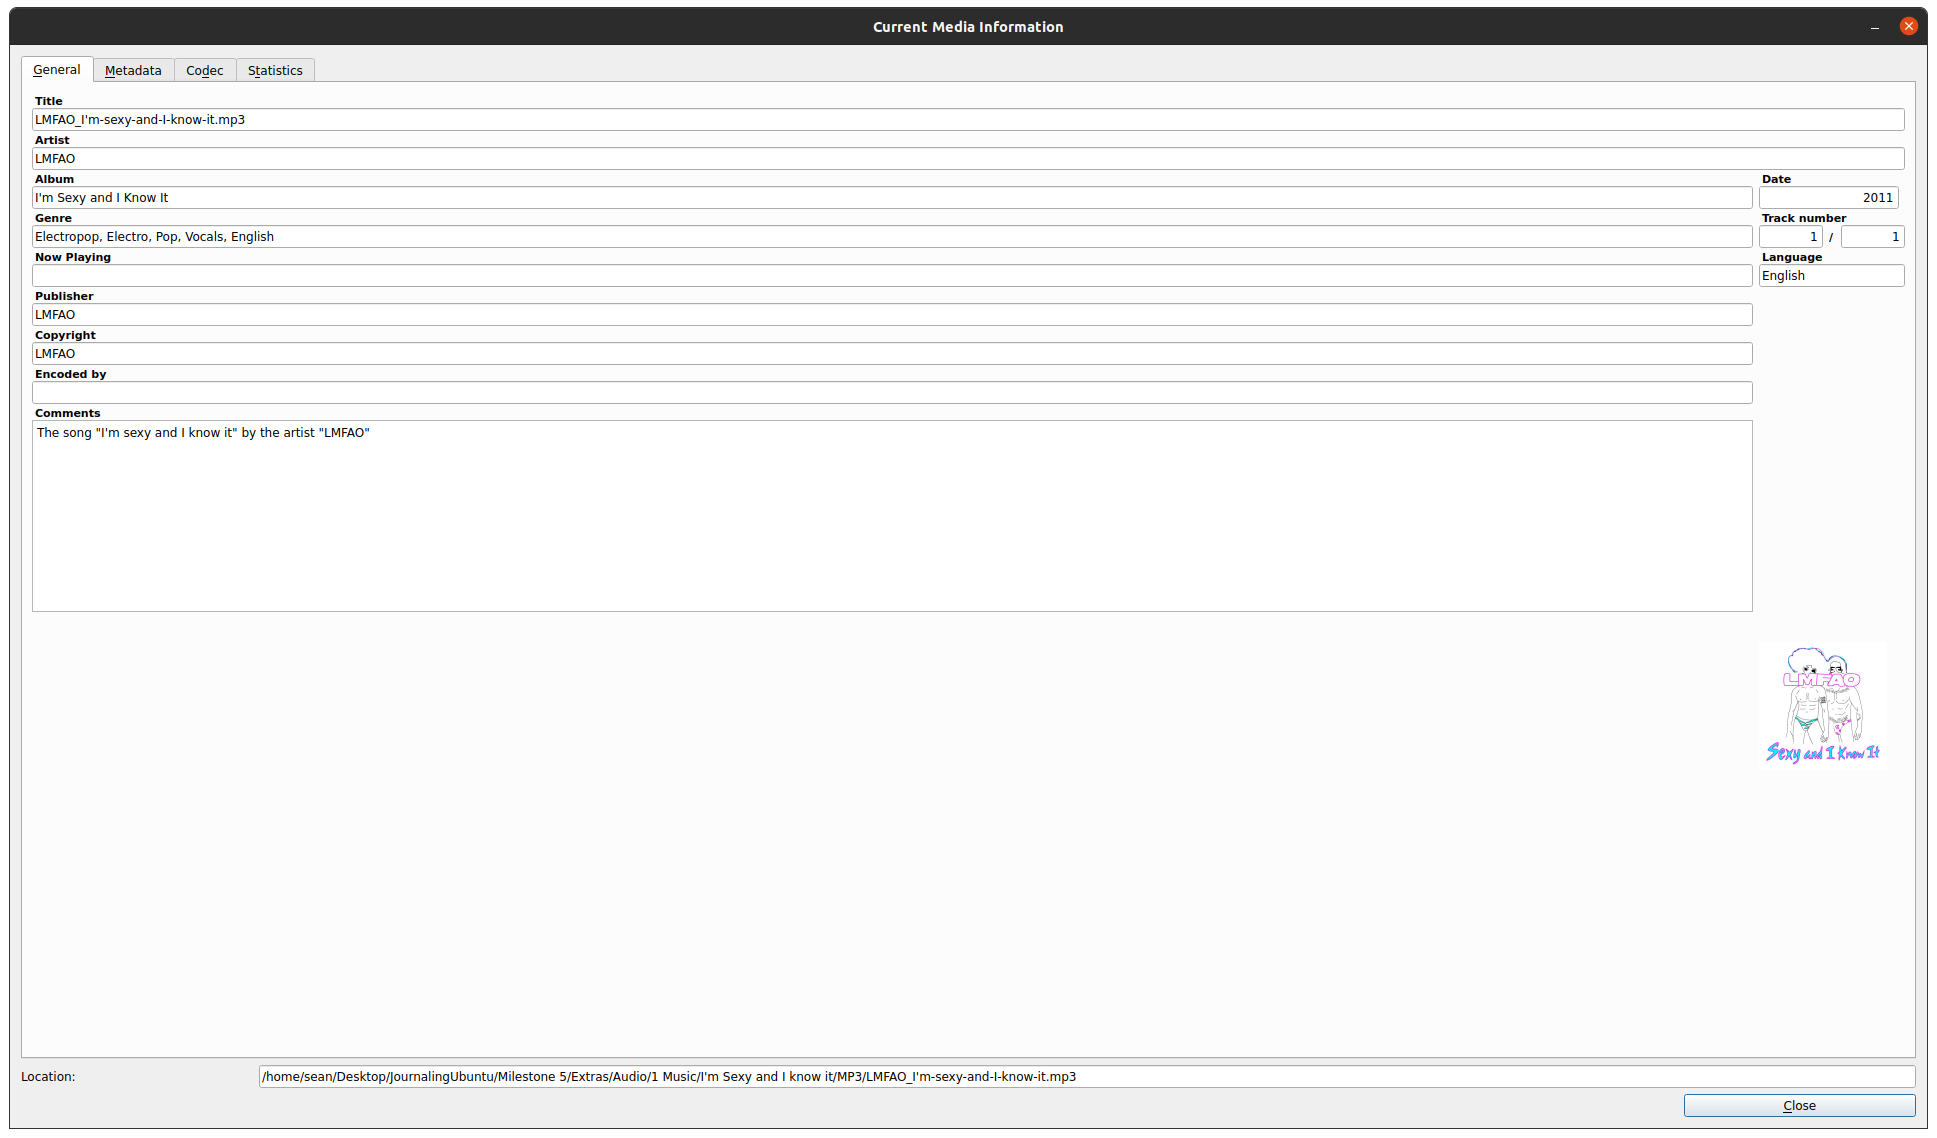 Current Media Information
General Metadata Codec Statistics
Title
LMFAO_I'm-sexy-and-I-know-it.mp3
Artist
LMFAO
Album Date
I'm Sexy and I Know It 2011
Genre Track number
Electropop, Electro, Pop, Vocals, English 1 / 1
Now Playing Language
English
Publisher
LMFAO
Copyright
LMFAO
Encoded by
Comments
The song "I'm sexy and I know it" by the artist "LMFAO"
LMFAO
Sexy and I Know It
Location: /home/sean/Desktop/JournalingUbuntu/Milestone 5/Extras/Audio/1 Music/I'm Sexy and I know it/MP3/LMFAO_I'm-sexy-and-I-know-it.mp3
Close